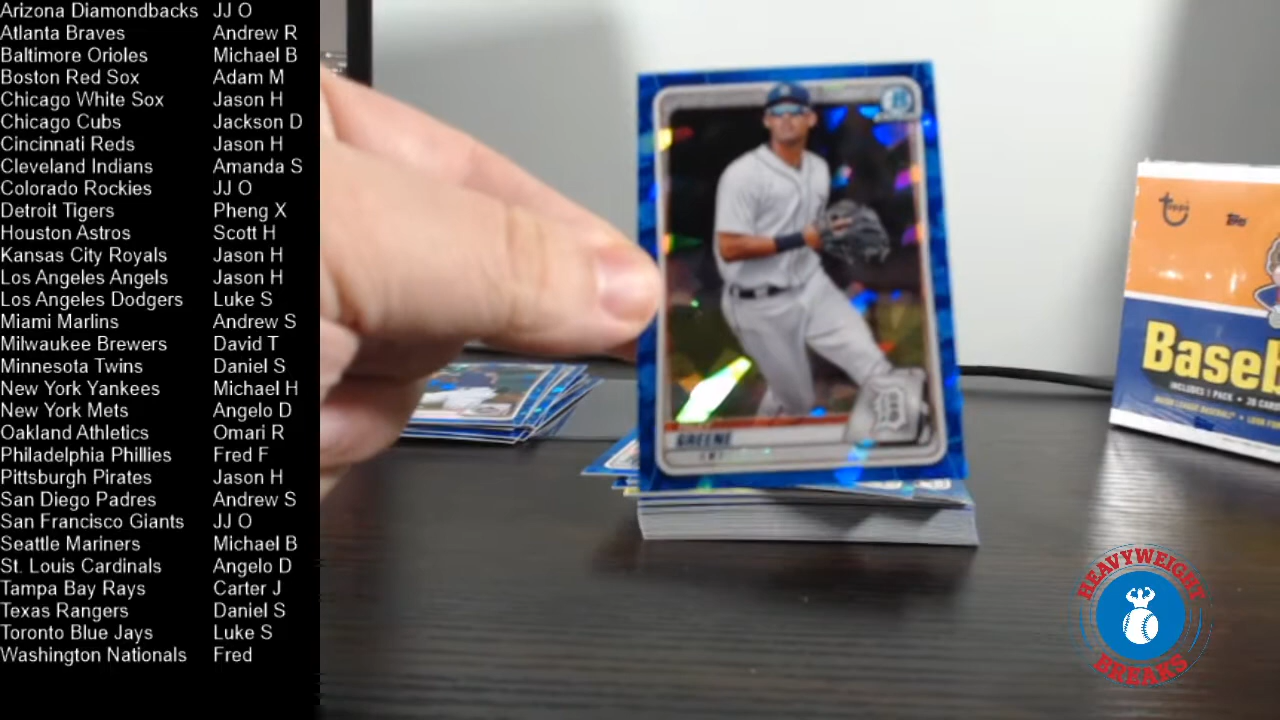 Arizona Diamondbacks JJ O
Atlanta Braves Andrew R
Baltimore Orioles Michael B
Boston Red Sox Adam M
Chicago White Sox Jason H
Chicago Cubs Jackson D
Cincinnati Reds Jason H
Cleveland Indians Amanda S
Colorado Rockies JJ O
Detroit Tigers Pheng X
Houston Astros Scott H
Kansas City Royals Jason H
Los Angeles Angels Jason H
Los Angeles Dodgers Luke S
Miami Marlins Andrew S
Milwaukee Brewers David T
Minnesota Twins Daniel S
New York Yankees Michael H
New York Mets Angelo D
Oakland Athletics Omari R
Philadelphia Phillies Fred F
Pittsburgh Pirates Jason H
San Diego Padres Andrew S
San Francisco Giants JJ O
Seattle Mariners Michael B
St. Louis Cardinals Angelo D
Tampa Bay Rays Carter J
Texas Rangers Daniel S
Toronto Blue Jays Luke S
Washington Nationals Fred
GREENE
topps
Topps
Baseb
INCLUDES 1 PACK
HEAVYWEIGHT
BREAKS